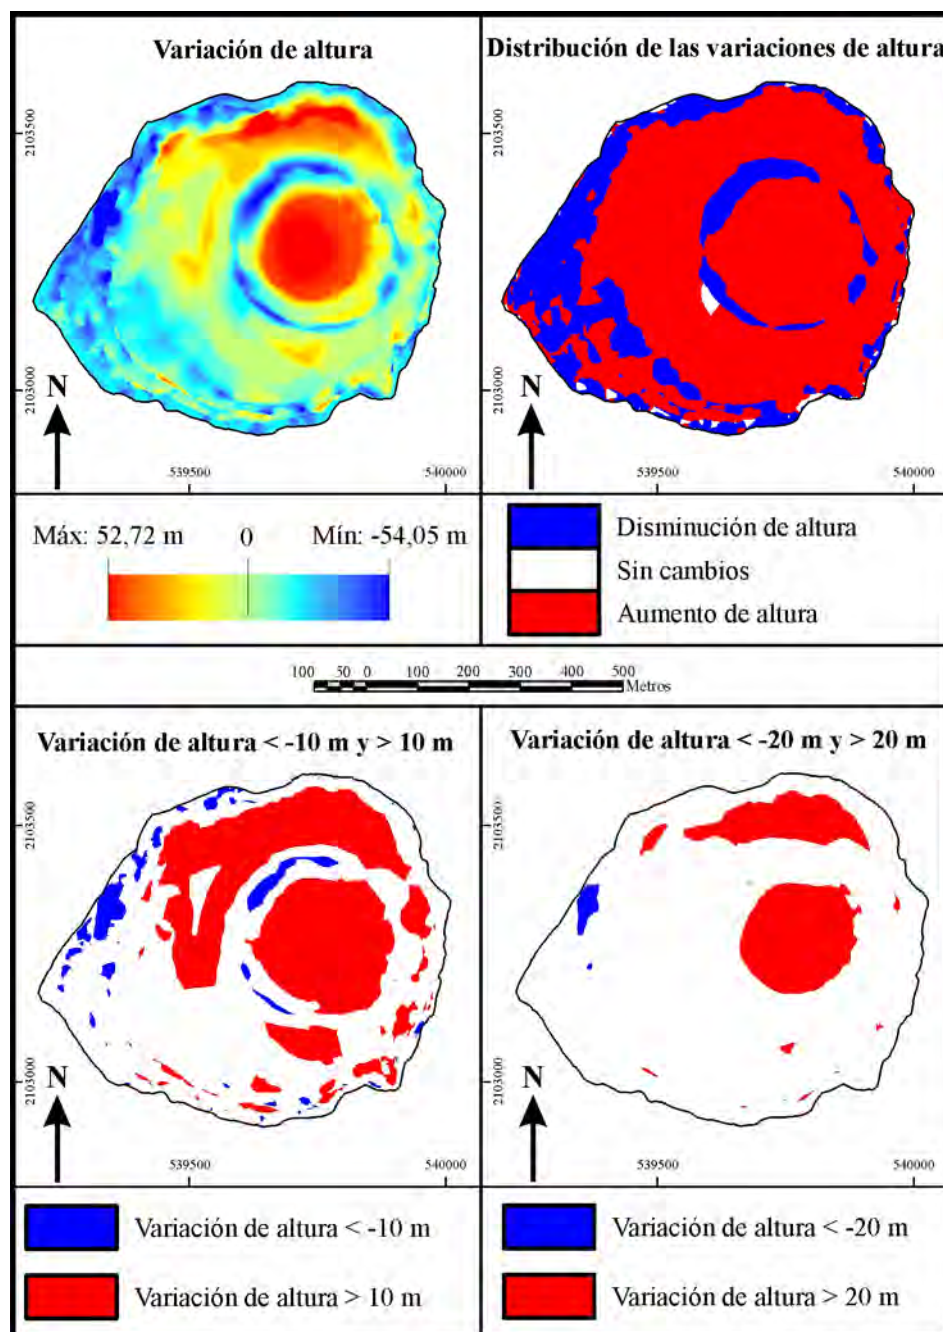 Variación de altura
2103500
2103000
N
539500
540000
Distribución de las variaciones de altura
2103500
2103000
N
539500
540000
Máx: 52,72 m 0 Mín: -54,05 m
Disminución de altura
Sin cambios
Aumento de altura
100 50 0 100 200 300 400 500
Metros
Variación de altura < -10 m y > 10 m
2103500
2103000
N
539500
540000
Variación de altura < -20 m y > 20 m
2103500
2103000
N
539500
540000
Variación de altura < -10 m
Variación de altura > 10 m
Variación de altura < -20 m
Variación de altura > 20 m